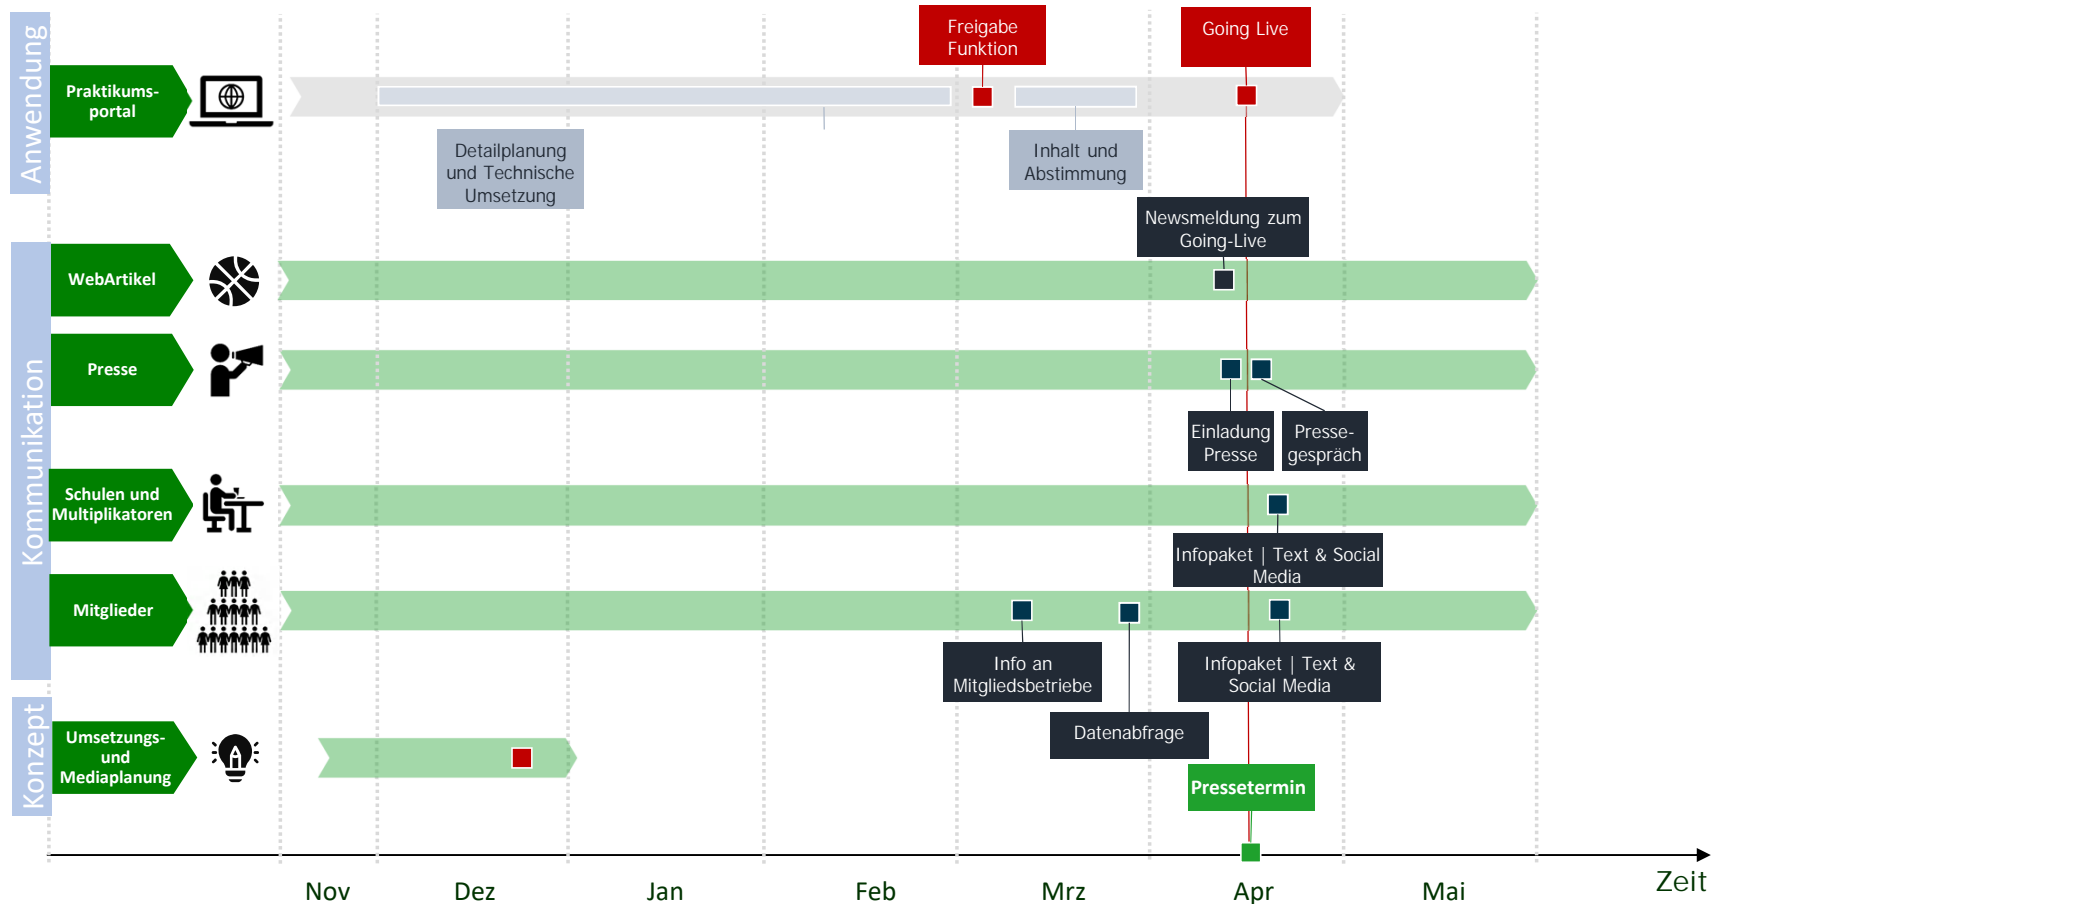 Anwendung
Freigabe
Funktion
Going Live
Praktikums-
portal
Detailplanung
und Technische
Umsetzung
Inhalt und
Abstimmung
Kommunikation
Newsmeldung zum
Going-Live
WebArtikel
Presse
Einladung
Presse
Presse-
gespräch
Schulen und
Multiplikatoren
Infopaket | Text & Social
Media
Mitglieder
Info an
Mitgliedsbetriebe
Infopaket | Text &
Social Media
Datenabfrage
Konzept
Umsetzungs-
und
Mediaplanung
Pressetermin
Nov
Dez
Jan
Feb
Mrz
Apr
Mai
Zeit